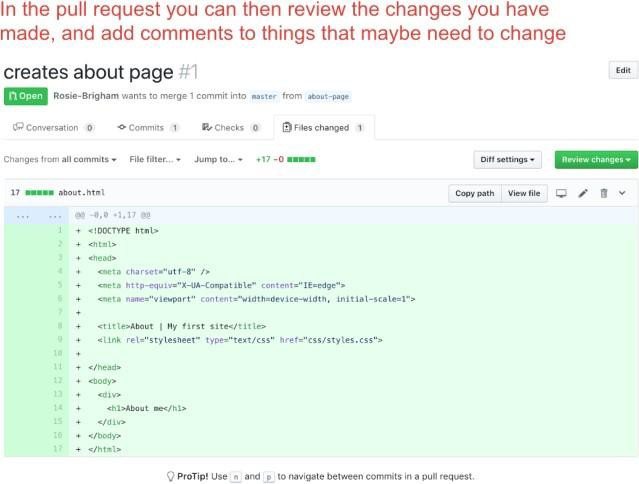 In the pull request you can then review the changes you have
made, and add comments to things that maybe need to change
creates about page #1
Edit
Open Rosie-Brigham wants to merge 1 commit into master from about-page
Conversation 0 Commits 1 Checks 0 Files changed 1
Changes from all commits File filter... Jump to... +17 −0 Diff settings Review changes
17 about.html Copy path View file
... ... @@ -0,0 +1,17 @@
1 + <!DOCTYPE html>
2 + <html>
3 + <head>
4 + <meta charset="utf-8" />
5 + <meta http-equiv="X-UA-Compatible" content="IE=edge">
6 + <meta name="viewport" content="width=device-width, initial-scale=1">
7 +
8 + <title>About | My first site</title>
9 + <link rel="stylesheet" type="text/css" href="css/styles.css">
10 +
11 + </head>
12 + <body>
13 + <div>
14 + <h1>About me</h1>
15 + </div>
16 + </body>
17 + </html>
ProTip! Use n and p to navigate between commits in a pull request.